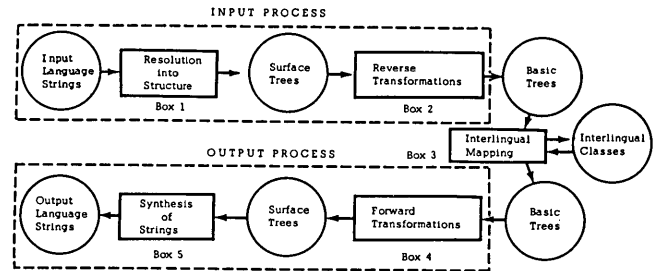 INPUT PROCESS
Input
Language
Strings
Resolution
into
Structure
Box 1
Surface
Trees
Reverse
Transformations
Box 2
Basic
Trees
Box 3
Interlingual
Mapping
Interlingual
Classes
OUTPUT PROCESS
Output
Language
Strings
Synthesis
of
Strings
Box 5
Surface
Trees
Forward
Transformations
Box 4
Basic
Trees